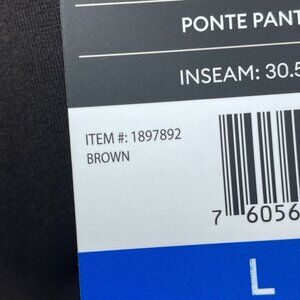 PONTE PANT
INSEAM: 30.5
ITEM #: 1897892
BROWN
7 6056
L